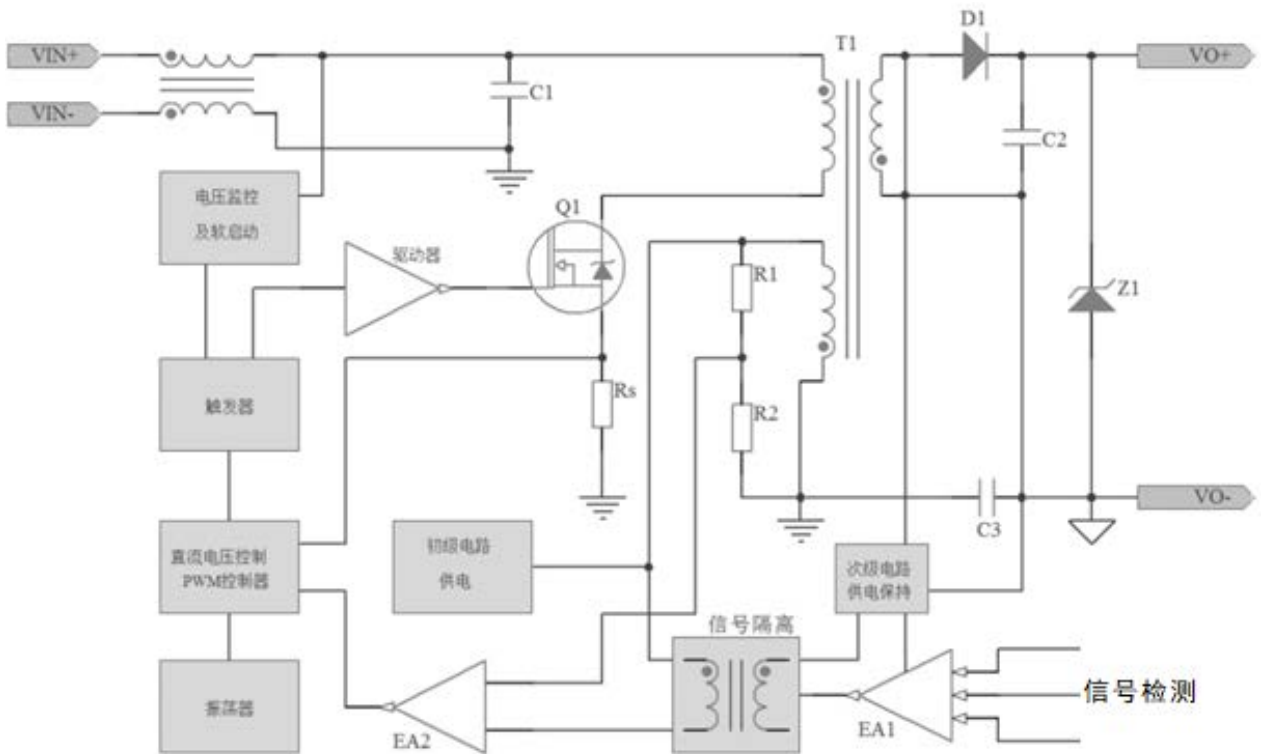 D1
VIN+
T1
VO+
C1
VIN-
C2
电压监控
及软启动
Q1
驱动器
R1
Z1
触发器
Rs
R2
VO-
C3
直流电压控制
PWM控制器
初级电路
供电
次级电路
供电保持
信号隔离
信号检测
振荡器
EA2
EA1